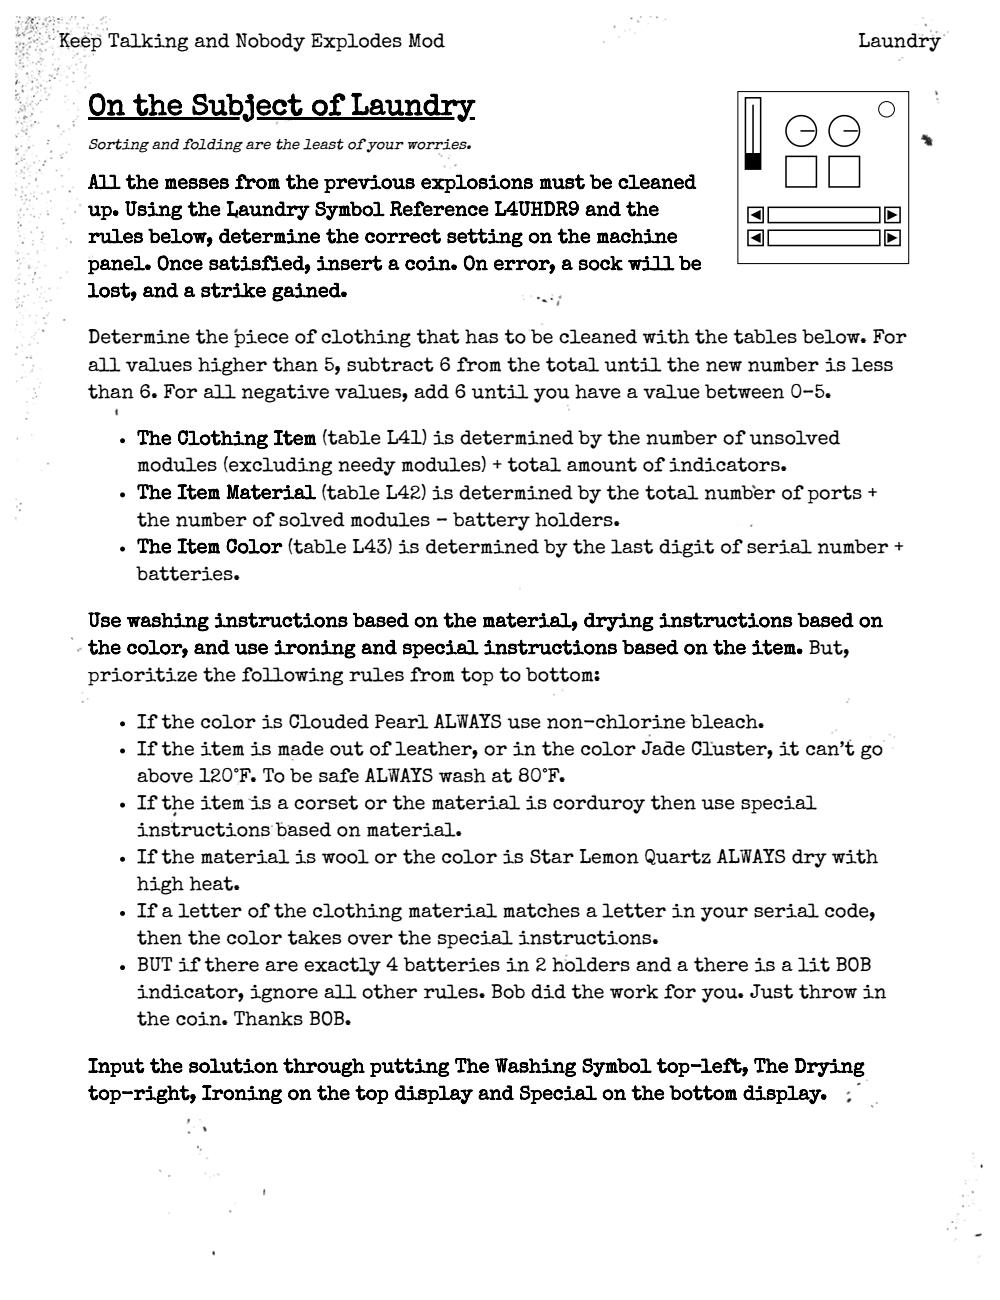 Keep Talking and Nobody Explodes Mod
Laundry
On the Subject of Laundry
Sorting and folding are the least of your worries.
All the messes from the previous explosions must be cleaned
up. Using the Laundry Symbol Reference L4UHDR9 and the
rules below, determine the correct setting on the machine
panel. Once satisfied, insert a coin. On error, a sock will be
lost, and a strike gained.
Determine the piece of clothing that has to be cleaned with the tables below. For
all values higher than 5, subtract 6 from the total until the new number is less
than 6. For all negative values, add 6 until you have a value between 0-5.
• The Clothing Item (table L41) is determined by the number of unsolved
modules (excluding needy modules) + total amount of indicators.
• The Item Material (table L42) is determined by the total number of ports +
the number of solved modules - battery holders.
• The Item Color (table L43) is determined by the last digit of serial number +
batteries.
Use washing instructions based on the material, drying instructions based on
the color, and use ironing and special instructions based on the item. But,
prioritize the following rules from top to bottom:
• If the color is Clouded Pearl ALWAYS use non-chlorine bleach.
• If the item is made out of leather, or in the color Jade Cluster, it can't go
above 120°F. To be safe ALWAYS wash at 80°F.
• If the item is a corset or the material is corduroy then use special
instructions based on material.
• If the material is wool or the color is Star Lemon Quartz ALWAYS dry with
high heat.
• If a letter of the clothing material matches a letter in your serial code,
then the color takes over the special instructions.
• BUT if there are exactly 4 batteries in 2 holders and a there is a lit BOB
indicator, ignore all other rules. Bob did the work for you. Just throw in
the coin. Thanks BOB.
Input the solution through putting The Washing Symbol top-left, The Drying
top-right, Ironing on the top display and Special on the bottom display.